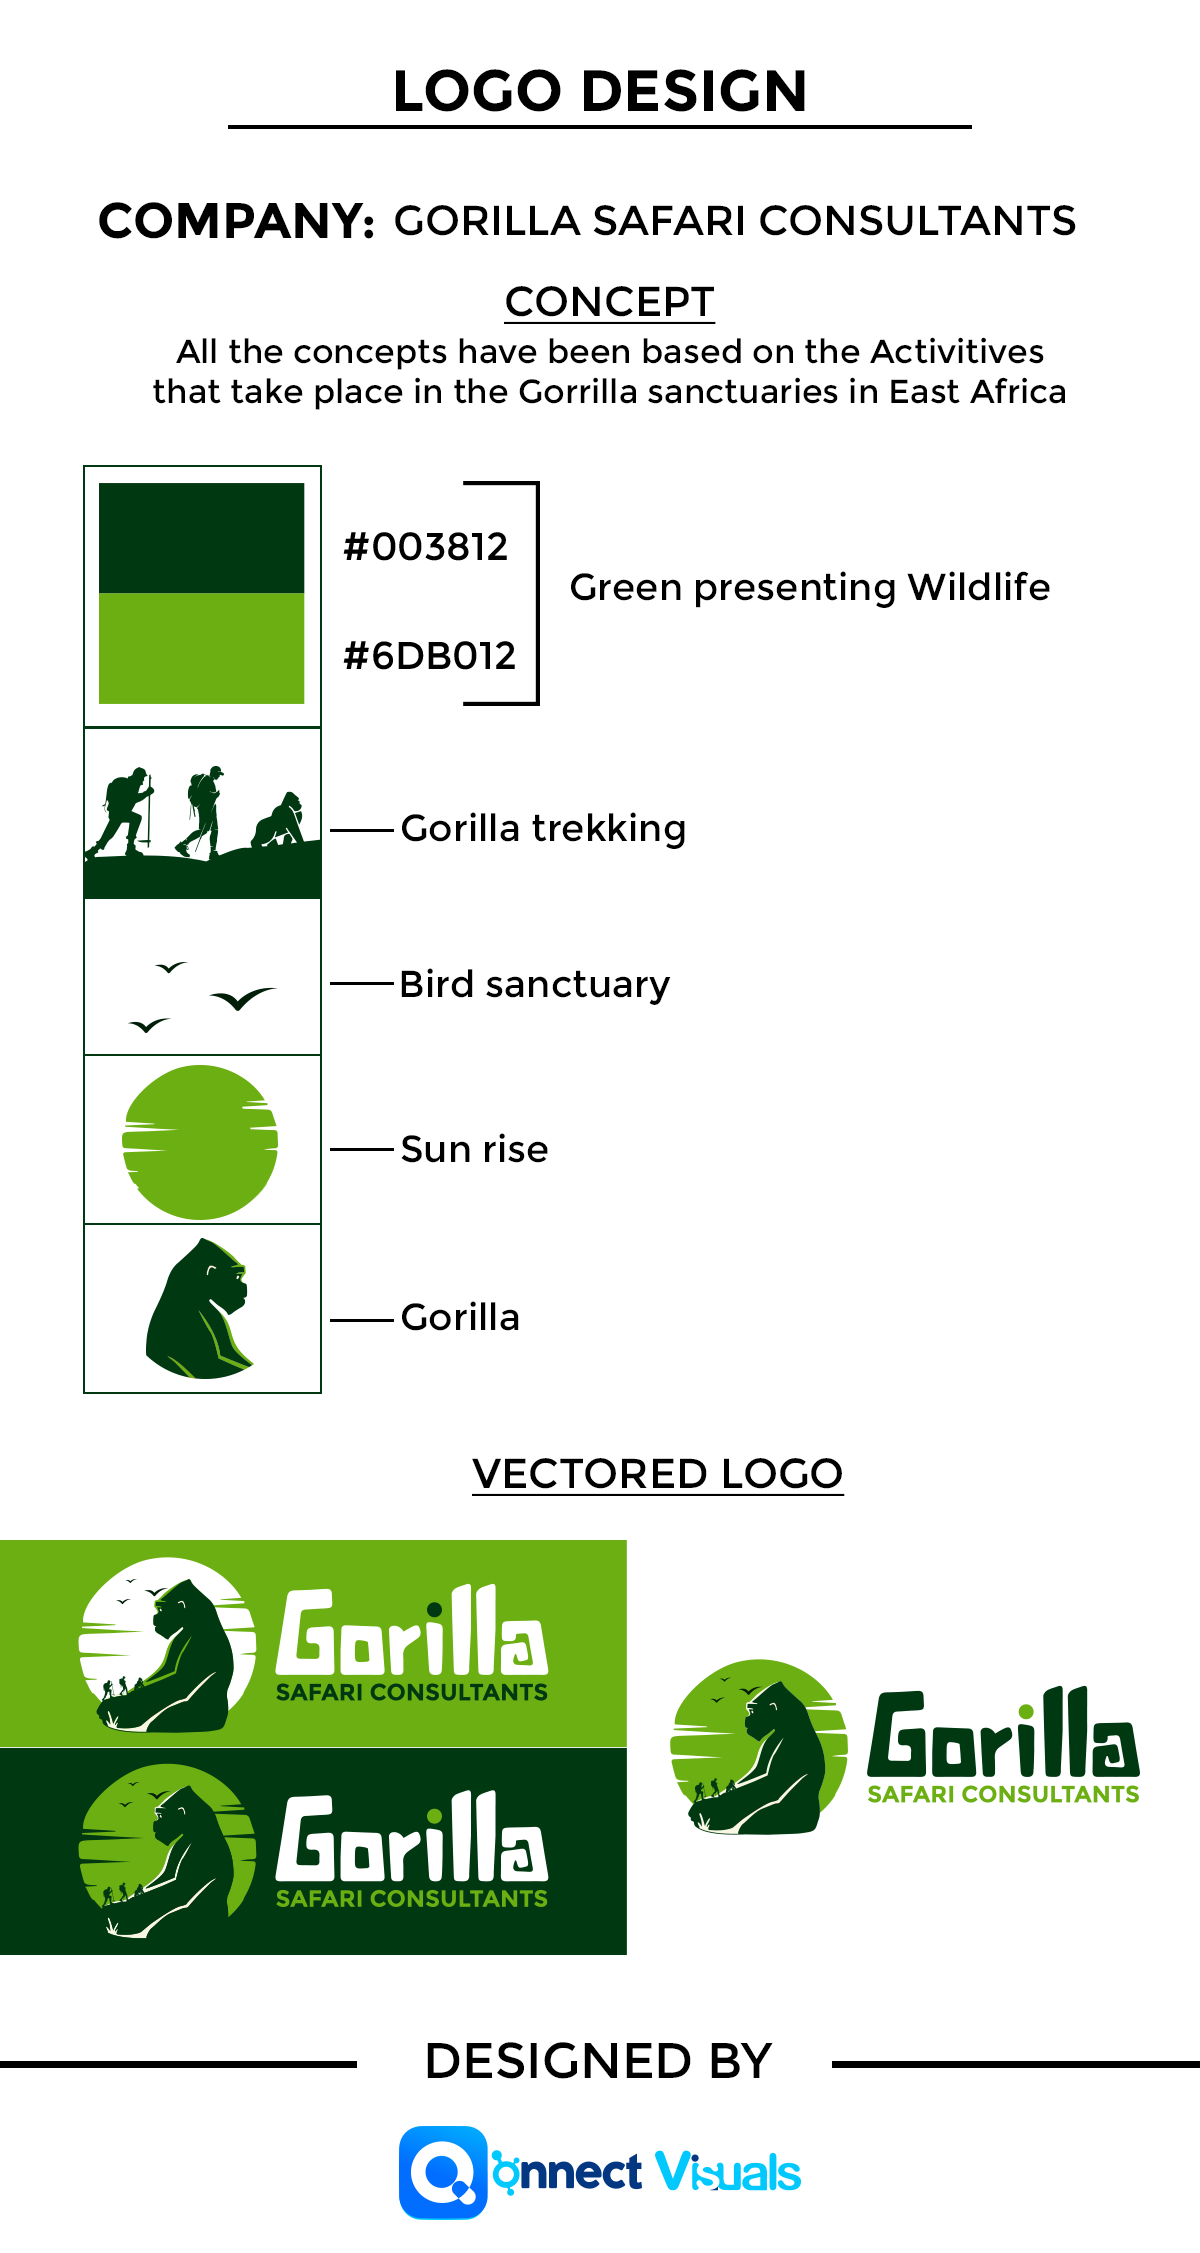 LOGO DESIGN
COMPANY: GORILLA SAFARI CONSULTANTS
CONCEPT
All the concepts have been based on the Activitives
that take place in the Gorrilla sanctuaries in East Africa
#003812
Green presenting Wildlife
#6DB012
Gorilla trekking
Bird sanctuary
Sun rise
Gorilla
VECTORED LOGO
Gorilla
SAFARI CONSULTANTS
Gorilla
SAFARI CONSULTANTS
Gorilla
SAFARI CONSULTANTS
DESIGNED BY
Qonnect Visuals